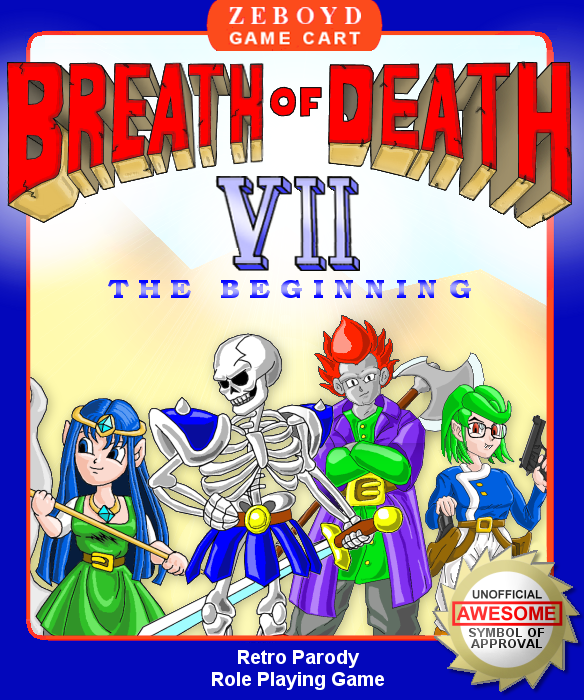 ZEBOYD
GAME CART
BREATH OF DEATH
VII
THE BEGINNING
E
UNOFFICIAL
AWESOME
SYMBOL OF
APPROVAL
Retro Parody
Role Playing Game